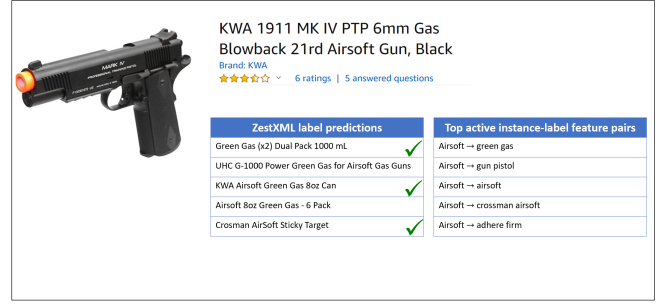 KWA 1911 MK IV PTP 6mm Gas
Blowback 21rd Airsoft Gun, Black
Brand: KWA
6 ratings | 5 answered questions
MARK IV
ZestXML label predictions
Green Gas (x2) Dual Pack 1000 mL
UHC G-1000 Power Green Gas for Airsoft Gas Guns
KWA Airsoft Green Gas 8oz Can
Airsoft 8oz Green Gas - 6 Pack
Crosman AirSoft Sticky Target
Top active instance-label feature pairs
Airsoft → green gas
Airsoft → gun pistol
Airsoft → airsoft
Airsoft → crossman airsoft
Airsoft → adhere firm